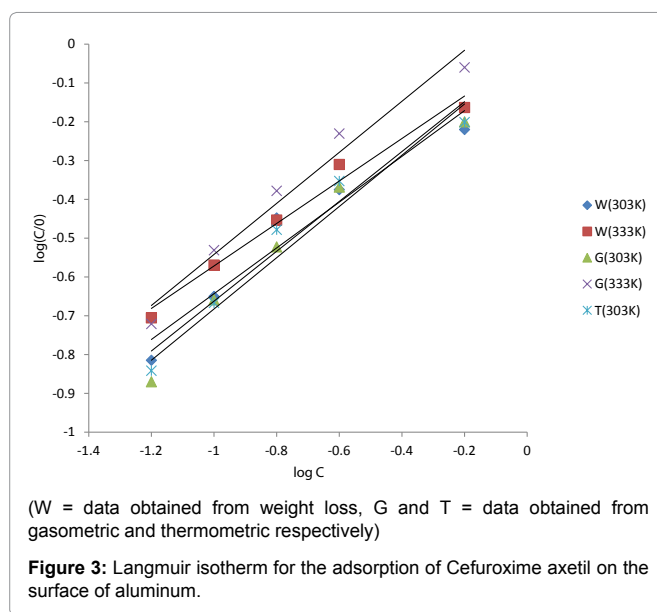 0
-0.1
-0.2
-0.3
-0.4
-0.5
-0.6
-0.7
-0.8
-0.9
-1
log(C/0)
-1.4 -1.2 -1 -0.8 -0.6 -0.4 -0.2 0
log C
W(303K)
W(333K)
G(303K)
G(333K)
T(303K)
(W = data obtained from weight loss, G and T = data obtained from
gasometric and thermometric respectively)
Figure 3: Langmuir isotherm for the adsorption of Cefuroxime axetil on the
surface of aluminum.